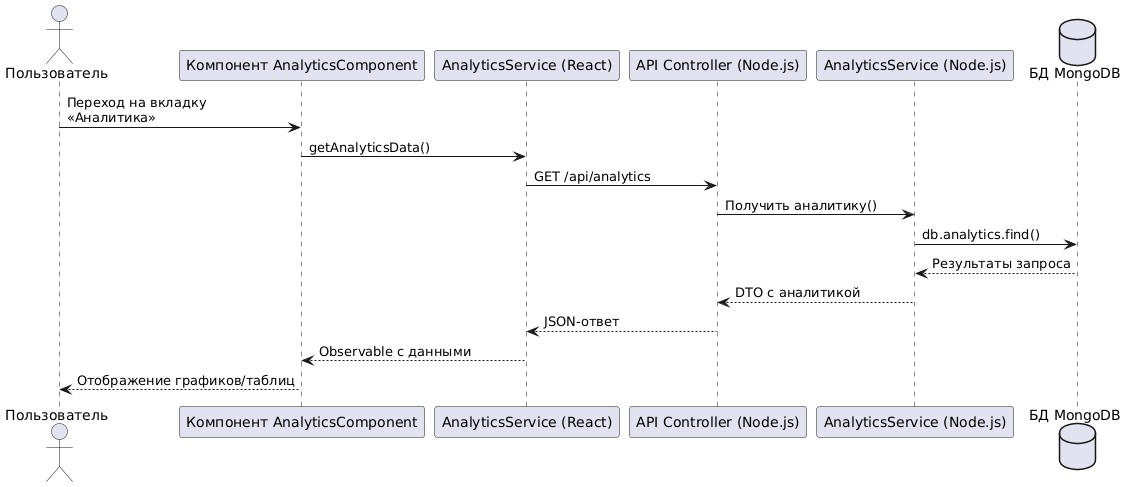 Пользователь
Компонент AnalyticsComponent
AnalyticsService (React)
API Controller (Node.js)
AnalyticsService (Node.js)
БД MongoDB
Переход на вкладку
«Аналитика»
getAnalyticsData()
GET /api/analytics
Получить аналитику()
db.analytics.find()
Результаты запроса
DTO с аналитикой
JSON-ответ
Observable с данными
Отображение графиков/таблиц
Пользователь
Компонент AnalyticsComponent
AnalyticsService (React)
API Controller (Node.js)
AnalyticsService (Node.js)
БД MongoDB